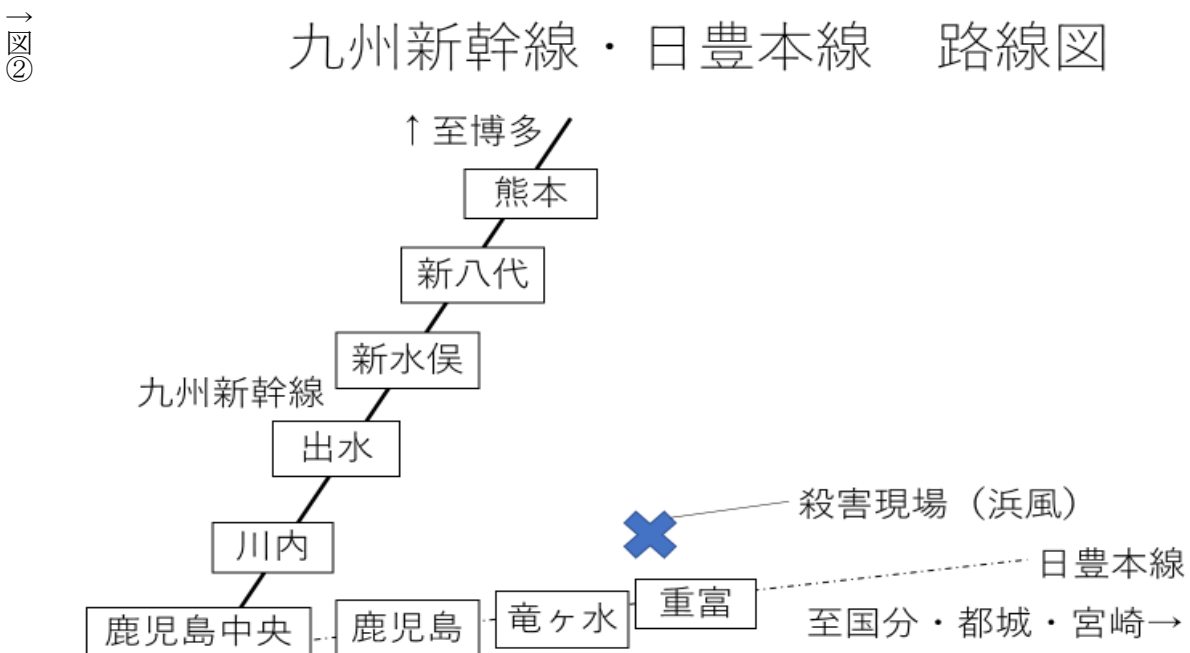 →図②
九州新幹線・日豊本線　路線図
↑至博多
熊本
新八代
新水俣
九州新幹線
出水
川内
殺害現場（浜風）
日豊本線
鹿児島中央
鹿児島
竜ヶ水
重富
至国分・都城・宮崎→